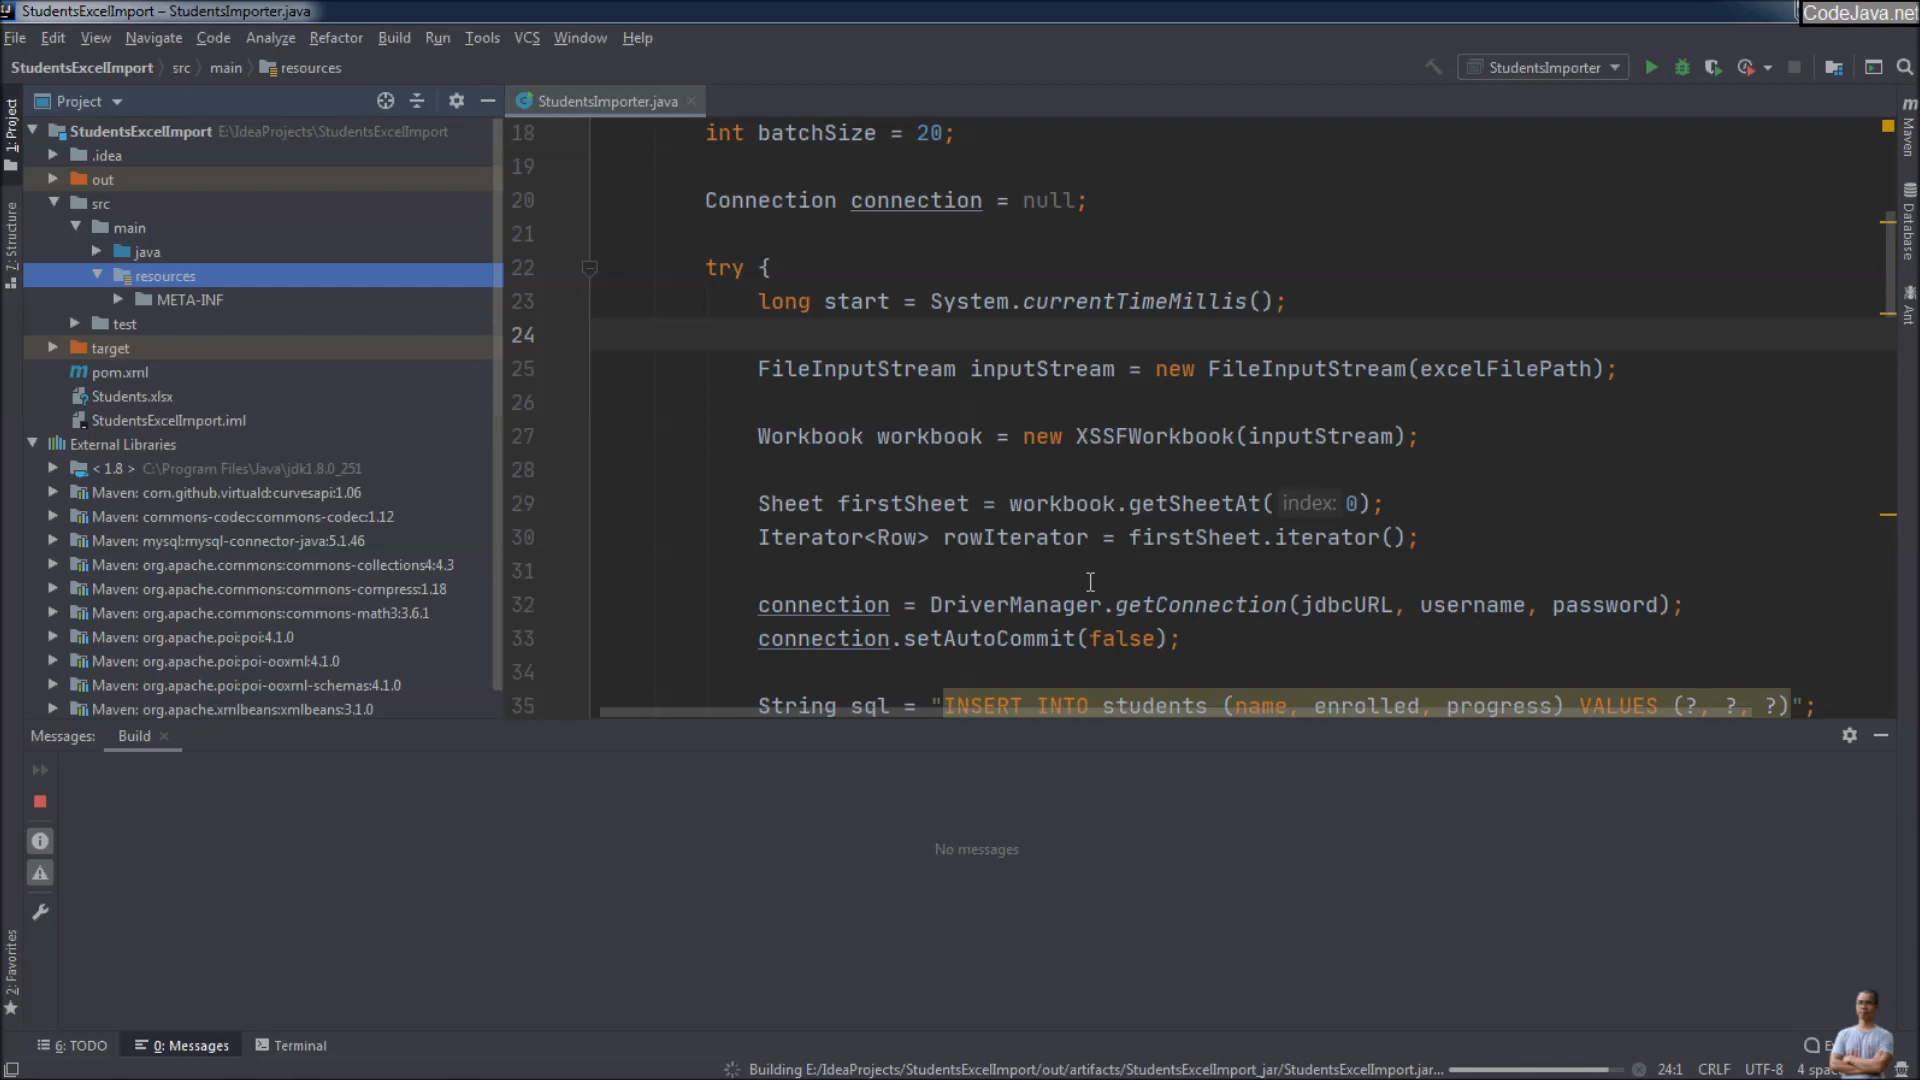 StudentsExcelImport – StudentsImporter.java
CodeJava.net
File Edit View Navigate Code Analyze Refactor Build Run Tools VCS Window Help
StudentsExcelImport src main resources
StudentsImporter
Project
StudentsImporter.java
StudentsExcelImport E:\IdeaProjects\StudentsExcelImport
.idea
out
src
main
java
resources
META-INF
test
target
pom.xml
Students.xlsx
StudentsExcelImport.iml
External Libraries
< 1.8 > C:\Program Files\Java\jdk1.8.0_251
Maven: com.github.virtuald:curvesapi:1.06
Maven: commons-codec:commons-codec:1.12
Maven: mysql:mysql-connector-java:5.1.46
Maven: org.apache.commons:commons-collections4:4.3
Maven: org.apache.commons:commons-compress:1.18
Maven: org.apache.commons:commons-math3:3.6.1
Maven: org.apache.poi:poi:4.1.0
Maven: org.apache.poi:poi-ooxml:4.1.0
Maven: org.apache.poi:poi-ooxml-schemas:4.1.0
Maven: org.apache.xmlbeans:xmlbeans:3.1.0
1: Project
7: Structure
2: Favorites
18 int batchSize = 20;
19
20 Connection connection = null;
21
22 try {
23 long start = System.currentTimeMillis();
24
25 FileInputStream inputStream = new FileInputStream(excelFilePath);
26
27 Workbook workbook = new XSSFWorkbook(inputStream);
28
29 Sheet firstSheet = workbook.getSheetAt( index: 0);
30 Iterator<Row> rowIterator = firstSheet.iterator();
31
32 connection = DriverManager.getConnection(jdbcURL, username, password);
33 connection.setAutoCommit(false);
34
35 String sql = "INSERT INTO students (name, enrolled, progress) VALUES (?, ?, ?)";
Maven
Database
Ant
Messages: Build
No messages
6: TODO 0: Messages Terminal
Building E:/IdeaProjects/StudentsExcelImport/out/artifacts/StudentsExcelImport_jar/StudentsExcelImport.jar... 24:1 CRLF UTF-8 4